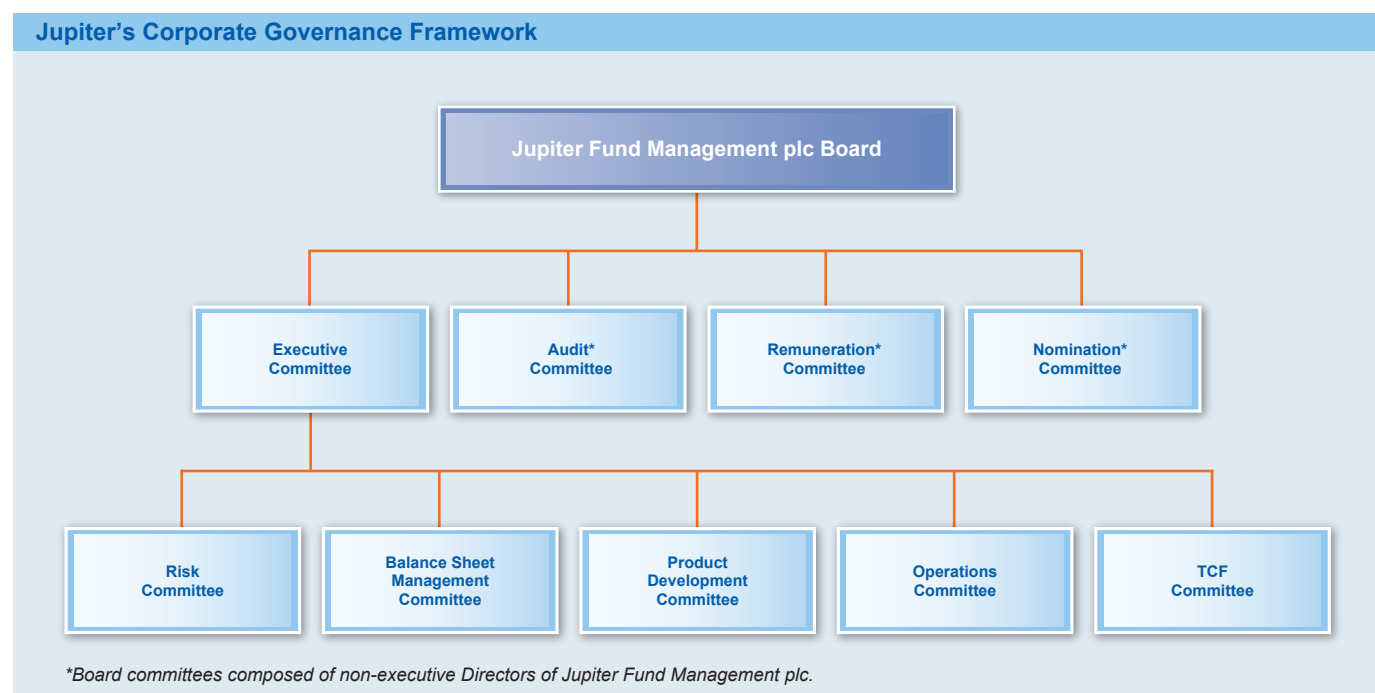 Jupiter's Corporate Governance Framework
Jupiter Fund Management plc Board
Executive
Committee
Audit*
Committee
Remuneration*
Committee
Nomination*
Committee
Risk
Committee
Balance Sheet
Management
Committee
Product
Development
Committee
Operations
Committee
TCF
Committee
*Board committees composed of non-executive Directors of Jupiter Fund Management plc.